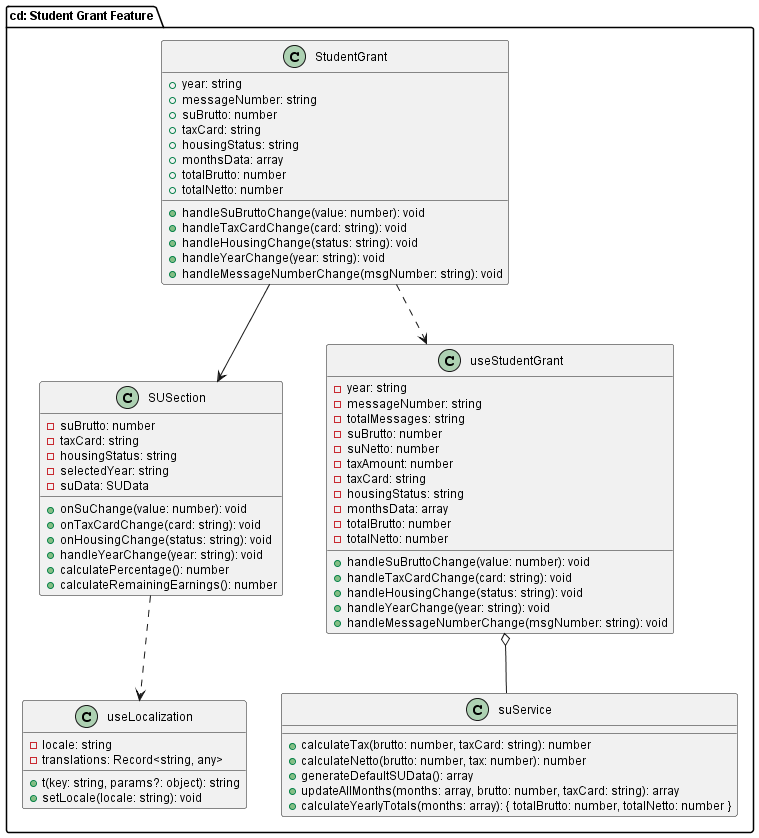 cd: Student Grant Feature
C StudentGrant
year: string
messageNumber: string
suBrutto: number
taxCard: string
housingStatus: string
monthsData: array
totalBrutto: number
totalNetto: number
handleSuBruttoChange(value: number): void
handleTaxCardChange(card: string): void
handleHousingChange(status: string): void
handleYearChange(year: string): void
handleMessageNumberChange(msgNumber: string): void
C SUSection
suBrutto: number
taxCard: string
housingStatus: string
selectedYear: string
suData: SUData
onSuChange(value: number): void
onTaxCardChange(card: string): void
onHousingChange(status: string): void
handleYearChange(year: string): void
calculatePercentage(): number
calculateRemainingEarnings(): number
C useStudentGrant
year: string
messageNumber: string
totalMessages: string
suBrutto: number
suNetto: number
taxAmount: number
taxCard: string
housingStatus: string
monthsData: array
totalBrutto: number
totalNetto: number
handleSuBruttoChange(value: number): void
handleTaxCardChange(card: string): void
handleHousingChange(status: string): void
handleYearChange(year: string): void
handleMessageNumberChange(msgNumber: string): void
C useLocalization
locale: string
translations: Record<string, any>
t(key: string, params?: object): string
setLocale(locale: string): void
C suService
calculateTax(brutto: number, taxCard: string): number
calculateNetto(brutto: number, tax: number): number
generateDefaultSUData(): array
updateAllMonths(months: array, brutto: number, taxCard: string): array
calculateYearlyTotals(months: array): { totalBrutto: number, totalNetto: number }